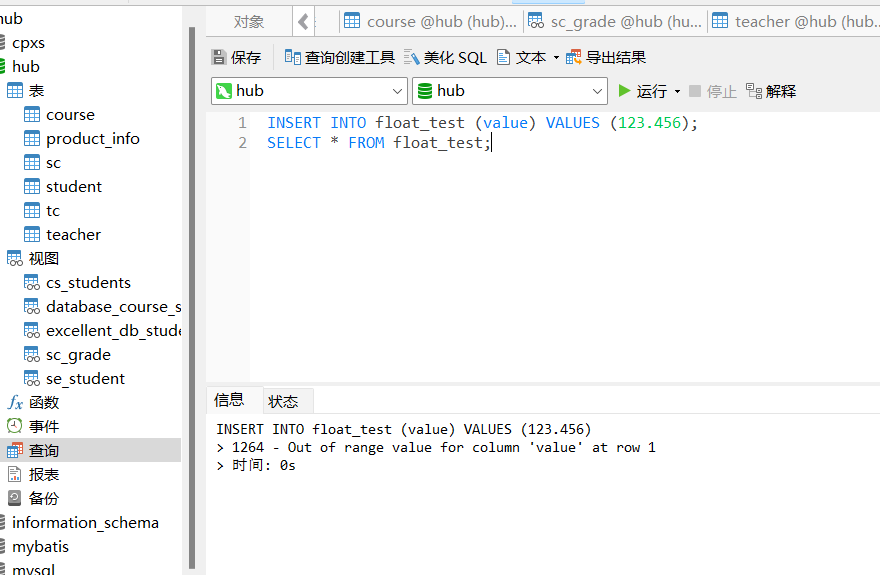 hub
cpxs
hub
表
course
product_info
sc
student
tc
teacher
视图
cs_students
database_course_s
excellent_db_stude
sc_grade
se_student
函数
事件
查询
报表
备份
information_schema
mybatis
mysql
对象 course @hub (hub)... sc_grade @hub (hu... teacher @hub (hub...
保存 查询创建工具 美化 SQL 文本 导出结果
hub hub 运行 停止 解释
1 INSERT INTO float_test (value) VALUES (123.456);
2 SELECT * FROM float_test;
信息 状态
INSERT INTO float_test (value) VALUES (123.456)
> 1264 - Out of range value for column 'value' at row 1
> 时间: 0s